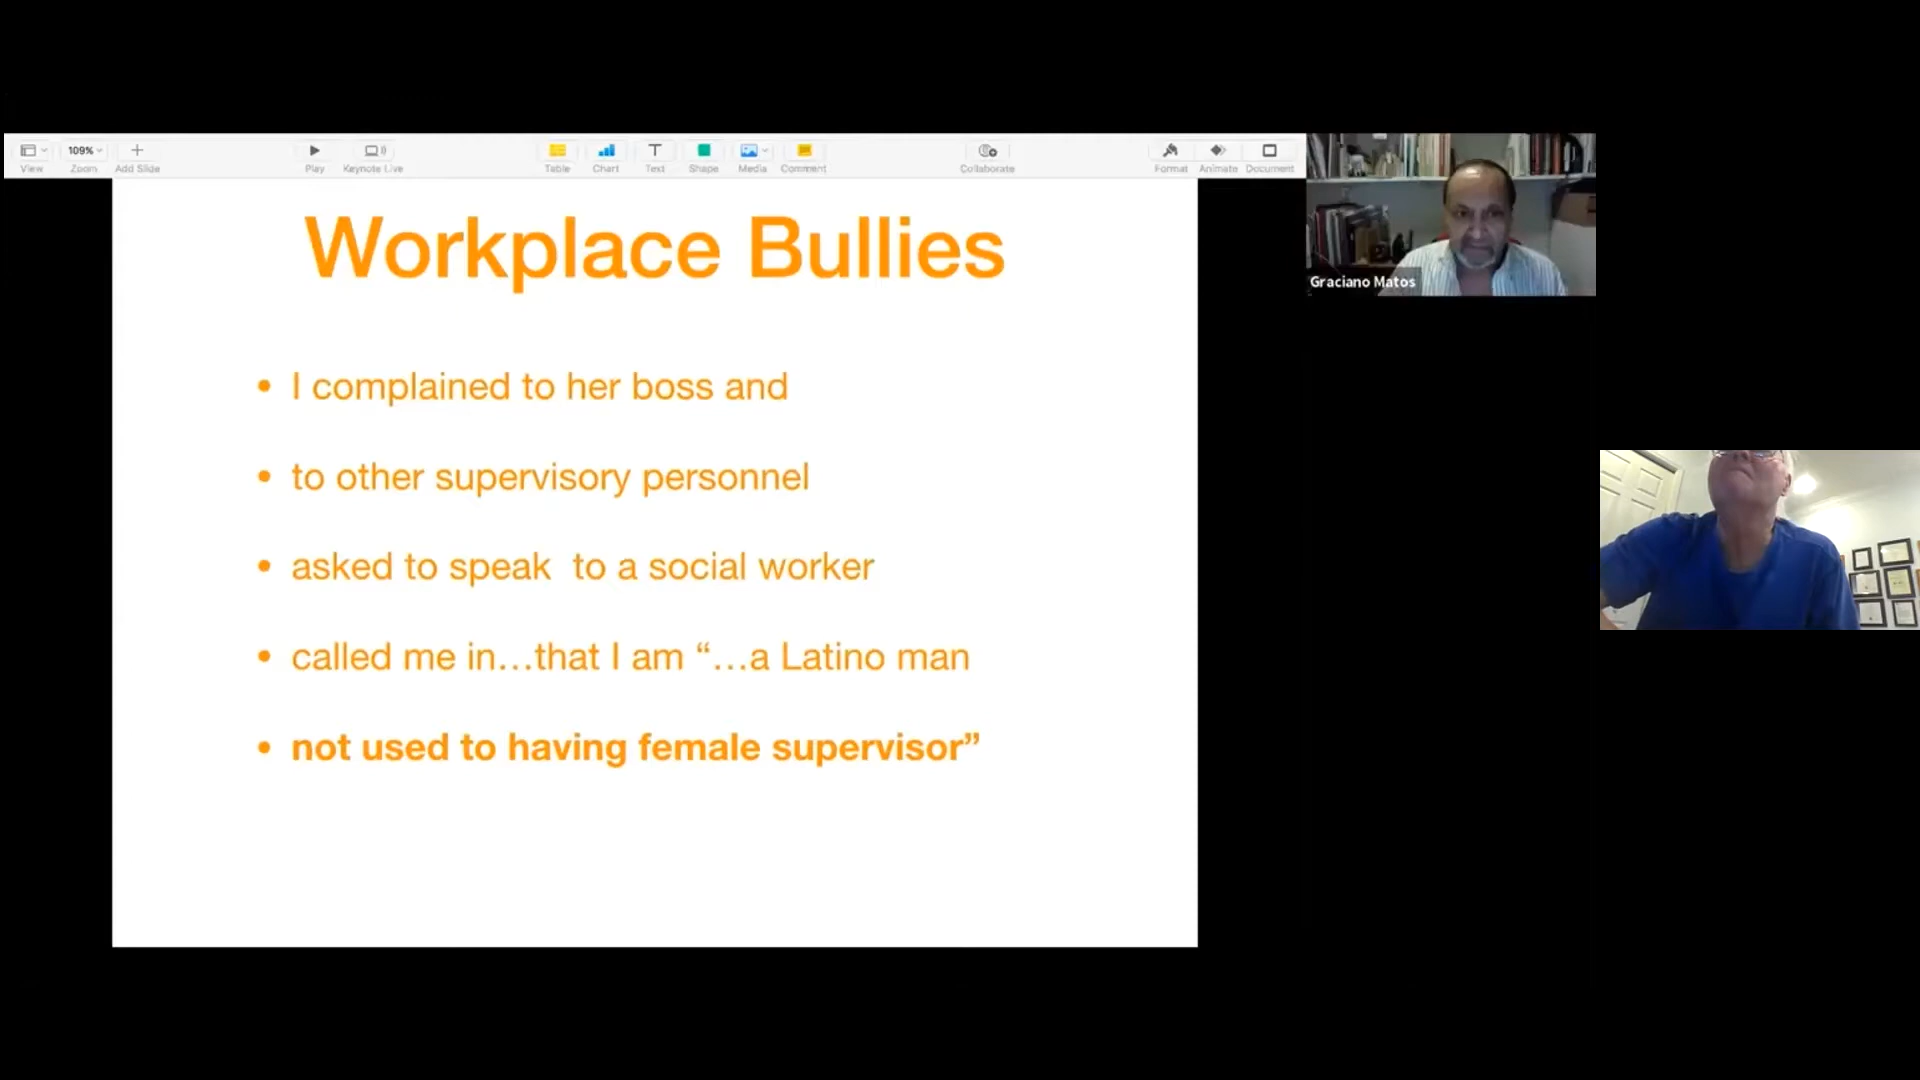 109%
View
Zoom
Add Slide
Play
Keynote Live
Table
Chart
Text
Shape
Media
Comment
Collaborate
Format
Animate
Document
Workplace Bullies
• I complained to her boss and
• to other supervisory personnel
• asked to speak  to a social worker
• called me in…that I am “…a Latino man
• not used to having female supervisor”
Graciano Matos